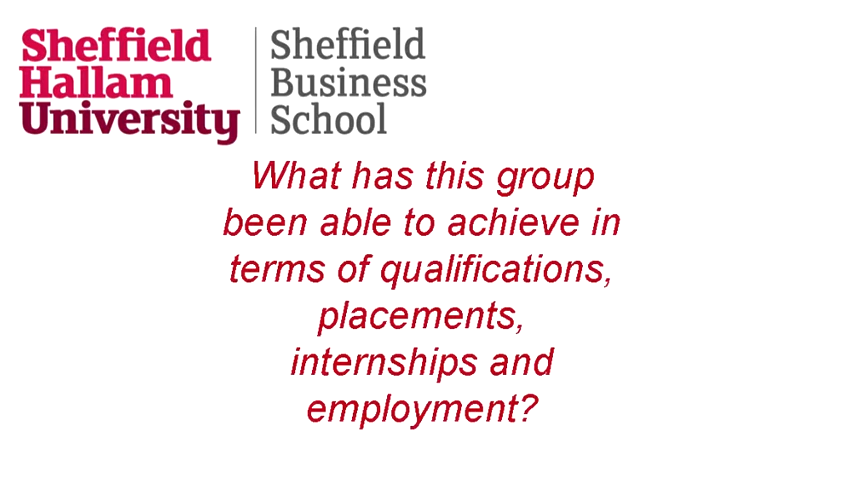 Sheffield
Hallam
University
Sheffield
Business
School
What has this group
been able to achieve in
terms of qualifications,
placements,
internships and
employment?